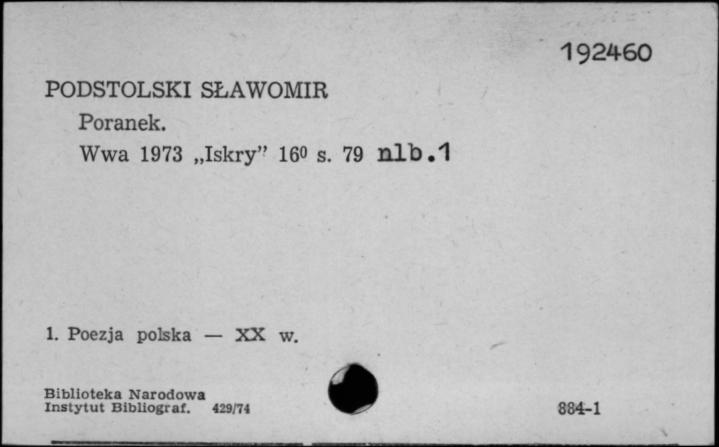 192460
PODSTOLSKI SŁAWOMIR
Poranek.
Wwa 1973 „Iskry” 16⁰ s. 79 nlb.1
1. Poezja polska — XX w.
Biblioteka Narodowa
Instytut Bibliograf. 429/74
884-1